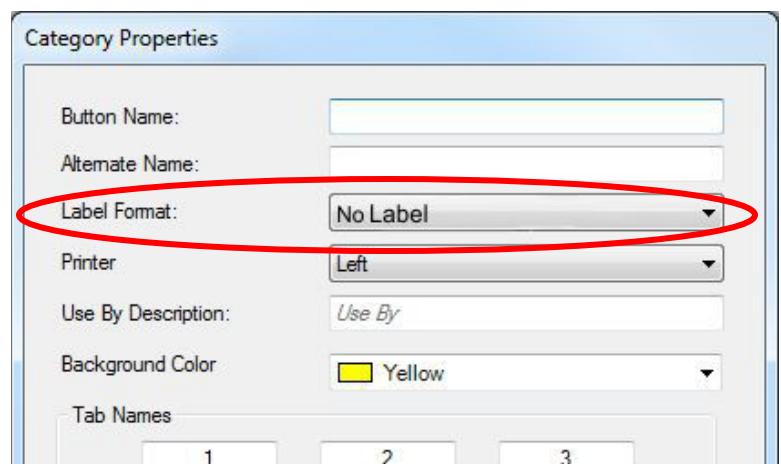 Category Properties
Button Name:
Alternate Name:
Label Format: No Label
Printer Left
Use By Description: Use By
Background Color Yellow
Tab Names
1 2 3